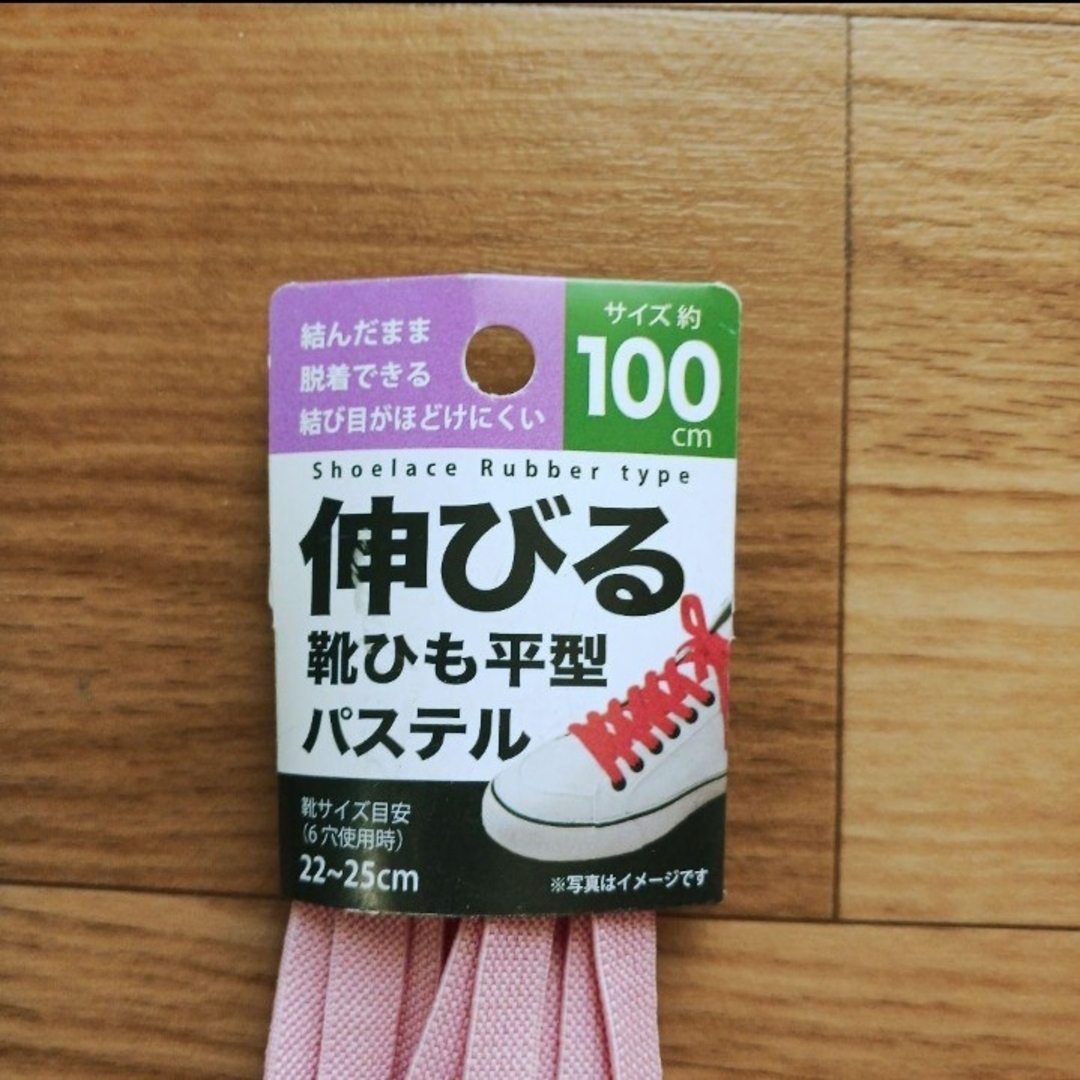 結んだまま
脱着できる
結び目がほどけにくい
サイズ 約
100
cm
Shoelace Rubber type
伸びる
靴ひも平型
パステル
靴サイズ目安
(6穴使用時)
22~25cm
※写真はイメージです